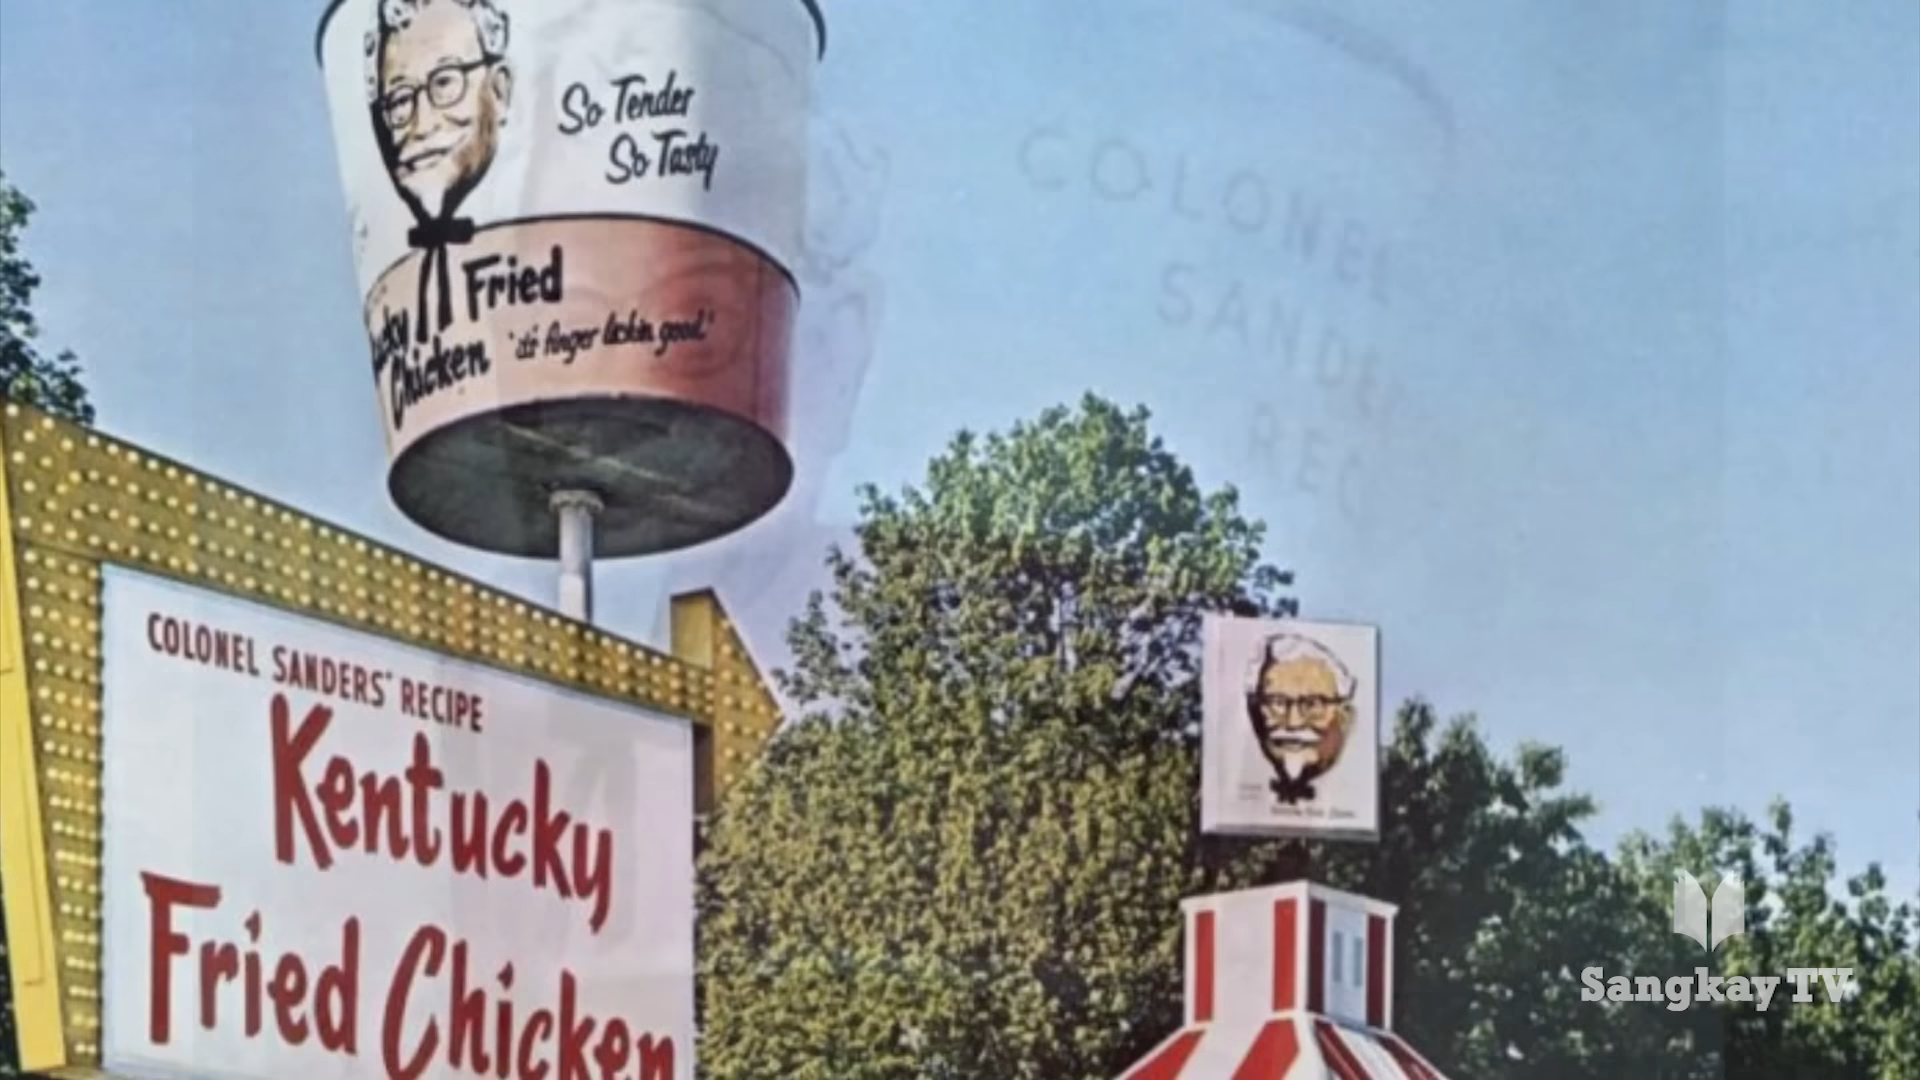 So Tender
So Tasty
Fried
Chicken "it's finger lickin good."
COLONEL
SANDE
REC
COLONEL SANDERS' RECIPE
Kentucky
Fried Chicken
Sangkay TV